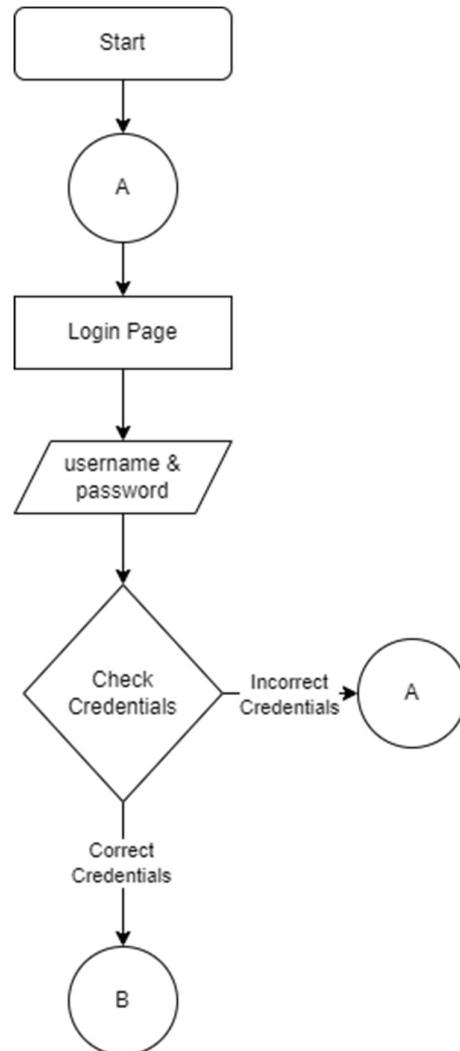 Start
A
Login Page
username &
password
Check
Credentials
Incorrect
Credentials
A
Correct
Credentials
B